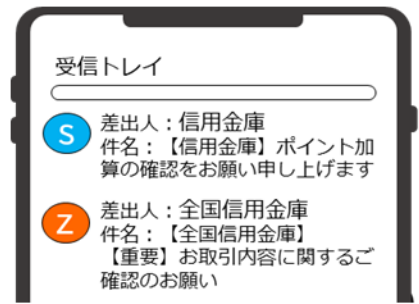 受信トレイ
S
差出人：信用金庫
件名：【信用金庫】ポイント加
算の確認をお願い申し上げます
Z
差出人：全国信用金庫
件名：【全国信用金庫】
【重要】お取引内容に関するご
確認のお願い